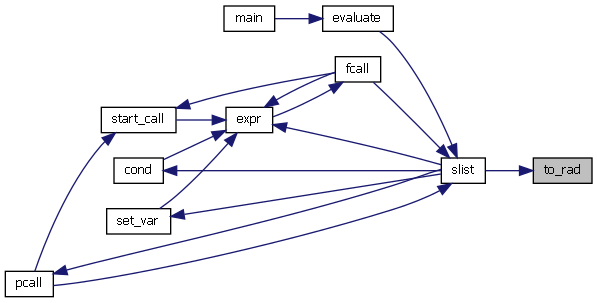 main
evaluate
fcall
start_call
expr
cond
slist
to_rad
set_var
pcall